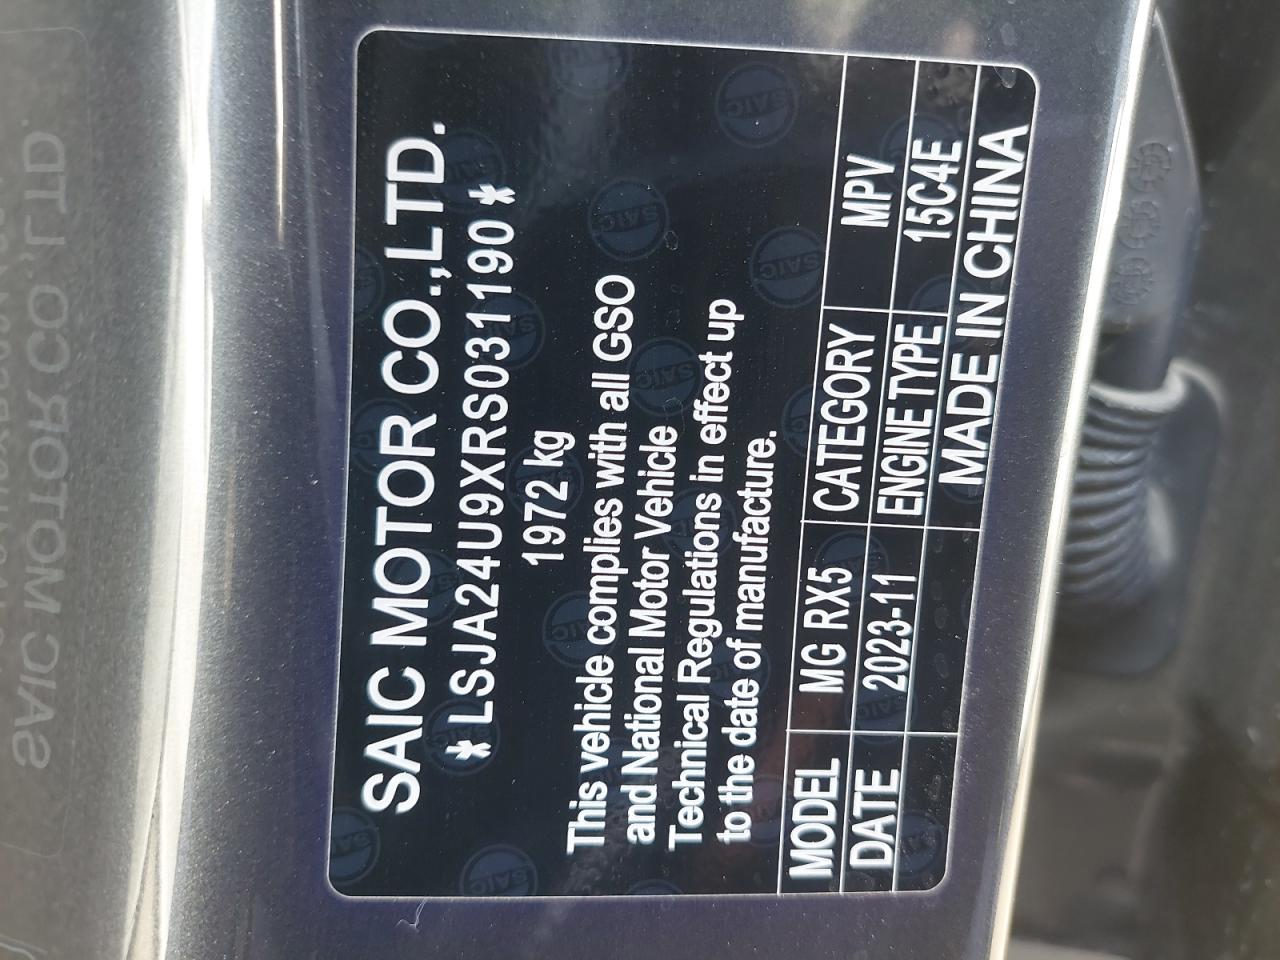 SAIC MOTOR CO.,LTD.
* LSJA24U9XRS031190 *
1972 kg
This vehicle complies with all GSO
and National Motor Vehicle
Technical Regulations in effect up
to the date of manufacture.
MODEL MG RX5 CATEGORY MPV
DATE 2023-11 ENGINE TYPE 15C4E
MADE IN CHINA